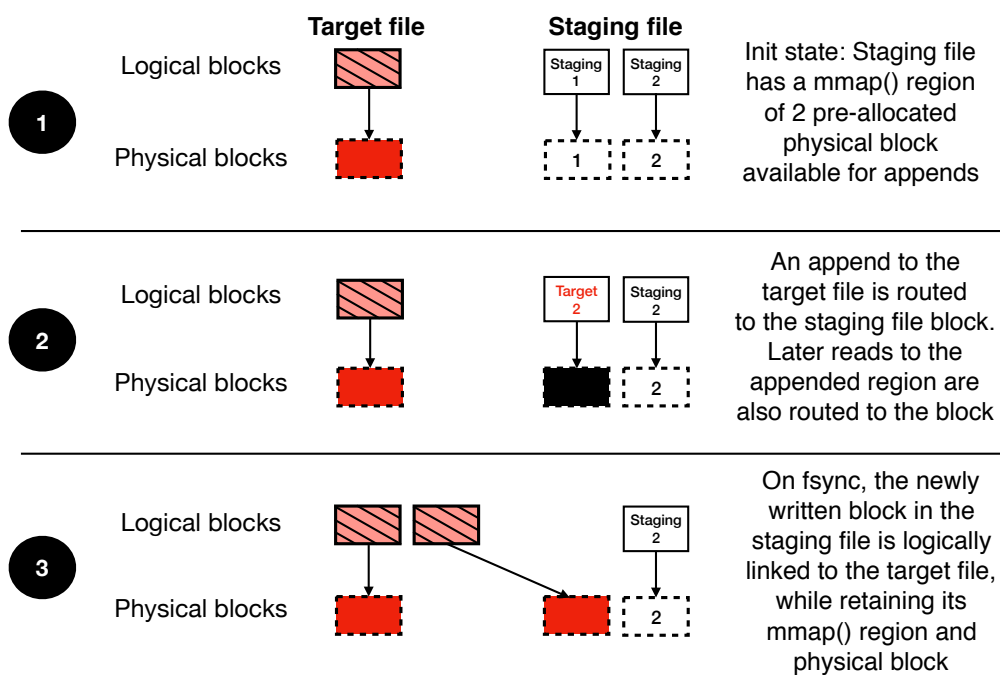 Target file
Staging file
1
Logical blocks
Physical blocks
Staging
1
Staging
2
1
2
Init state: Staging file
has a mmap() region
of 2 pre-allocated
physical block
available for appends
2
Logical blocks
Physical blocks
Target
2
Staging
2
2
An append to the
target file is routed
to the staging file block.
Later reads to the
appended region are
also routed to the block
3
Logical blocks
Physical blocks
Staging
2
2
On fsync, the newly
written block in the
staging file is logically
linked to the target file,
while retaining its
mmap() region and
physical block